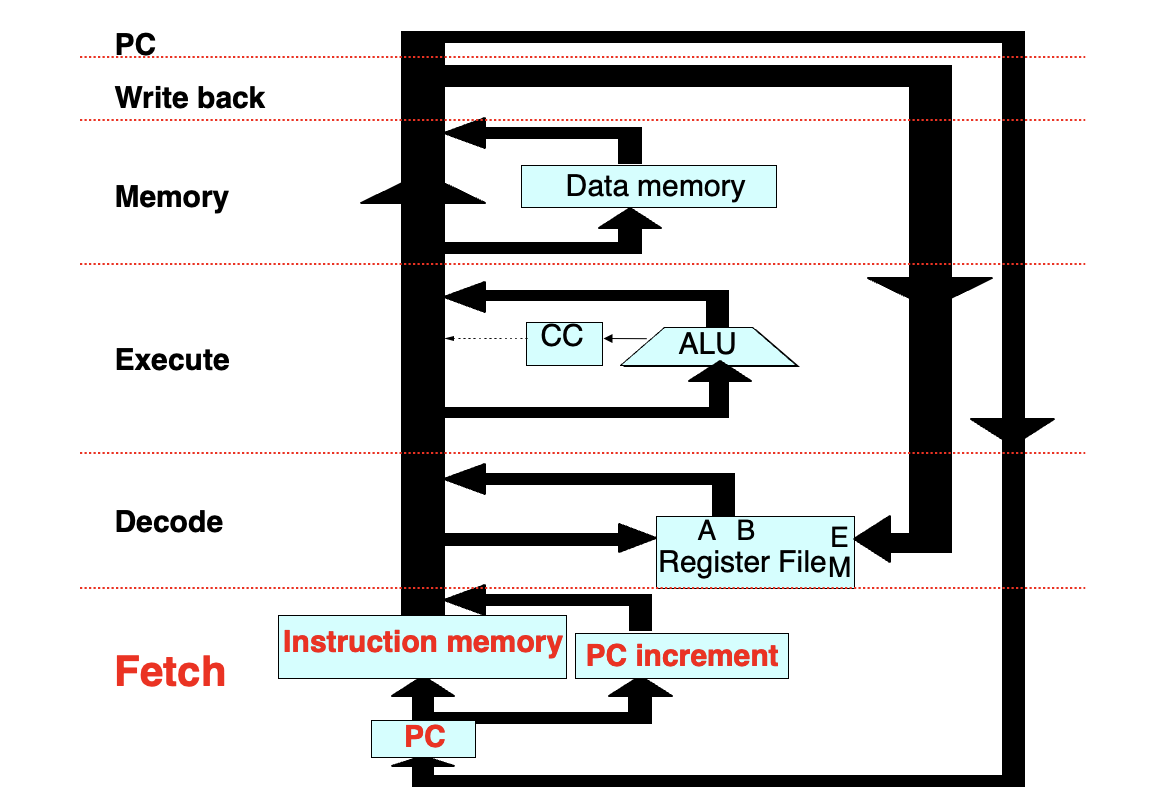 PC
Write back
Memory
Data memory
Execute
CC
ALU
Decode
A B
E
Register File
M
Fetch
Instruction memory
PC increment
PC